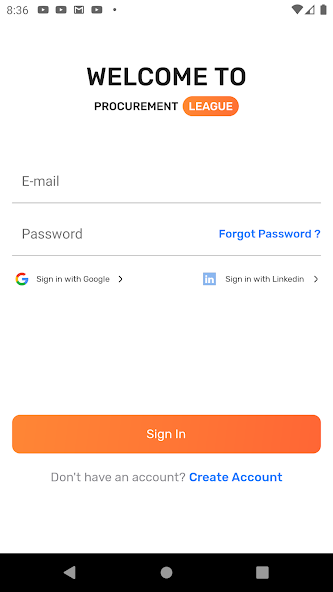 8:36
WELCOME TO
PROCUREMENT LEAGUE
E-mail
Password Forgot Password ?
Sign in with Google Sign in with Linkedin
Sign In
Don't have an account? Create Account